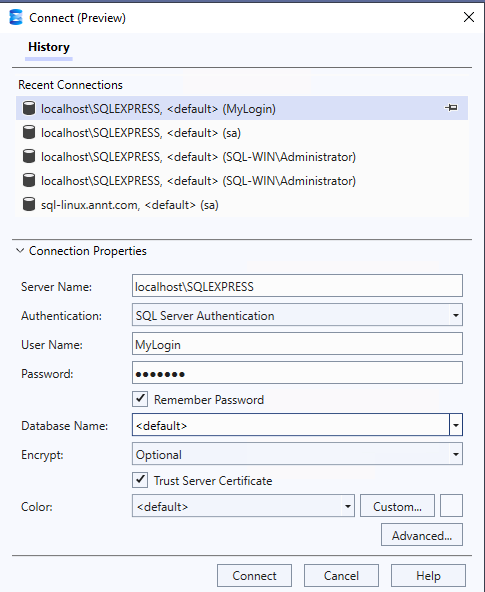 Connect (Preview)
History
Recent Connections
localhost\SQLEXPRESS, <default> (MyLogin)
localhost\SQLEXPRESS, <default> (sa)
localhost\SQLEXPRESS, <default> (SQL-WIN\Administrator)
localhost\SQLEXPRESS, <default> (SQL-WIN\Administrator)
sql-linux.annt.com, <default> (sa)
Connection Properties
Server Name: localhost\SQLEXPRESS
Authentication: SQL Server Authentication
User Name: MyLogin
Password: ●●●●●●●
Remember Password
Database Name: <default>
Encrypt: Optional
Trust Server Certificate
Color: <default> Custom...
Advanced...
Connect Cancel Help